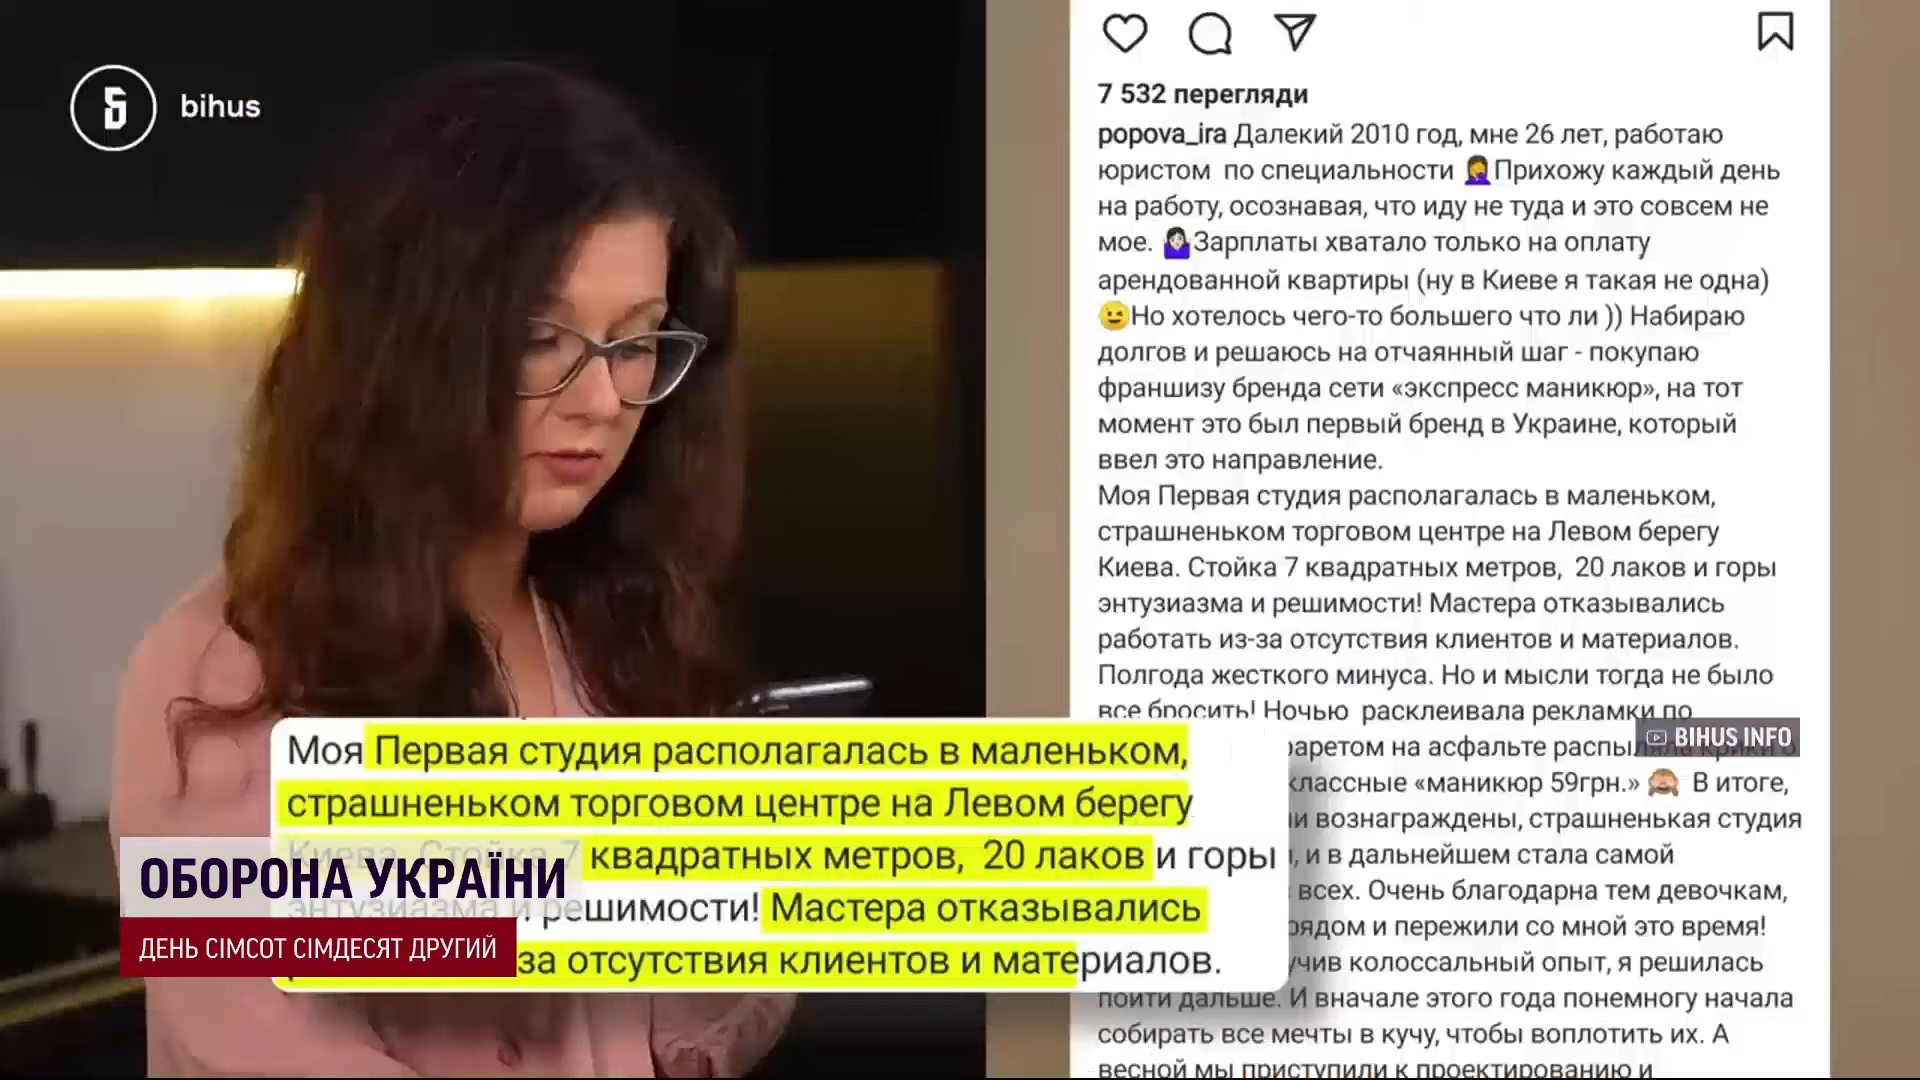 bihus
7 532 перегляди
popova_ira Далекий 2010 год, мне 26 лет, работаю
юристом по специальности 🤦‍♀️Прихожу каждый день
на работу, осознавая, что иду не туда и это совсем не
мое. 🤷🏻‍♀️Зарплаты хватало только на оплату
арендованной квартиры (ну в Киеве я такая не одна)
😉Но хотелось чего-то большего что ли )) Набираю
долгов и решаюсь на отчаянный шаг - покупаю
франшизу бренда сети «экспресс маникюр», на тот
момент это был первый бренд в Украине, который
ввел это направление.
Моя Первая студия располагалась в маленьком,
страшненьком торговом центре на Левом берегу
Киева. Стойка 7 квадратных метров, 20 лаков и горы
энтузиазма и решимости! Мастера отказывались
работать из-за отсутствия клиентов и материалов.
Полгода жесткого минуса. Но и мысли тогда не было
все бросить! Ночью расклеивала рекламки по
на асфальте
классные «маникюр 59грн.» 🙈 В итоге,
вознаграждены, страшненькая студия
и в дальнейшем стала самой
всех. Очень благодарна тем девочкам,
и пережили со мной это время!
колоссальный опыт, я решилась
пойти дальше. И вначале этого года понемногу начала
собирать все мечты в кучу, чтобы воплотить их. А
весной мы приступили к проектированию и
BIHUS INFO
Моя Первая студия располагалась в маленьком,
страшненьком торговом центре на Левом берегу
Киева. Стойка 7 квадратных метров, 20 лаков и горы
энтузиазма и решимости! Мастера отказывались
за отсутствия клиентов и материалов.
ОБОРОНА УКРАЇНИ
ДЕНЬ СІМСОТ СІМДЕСЯТ ДРУГИЙ